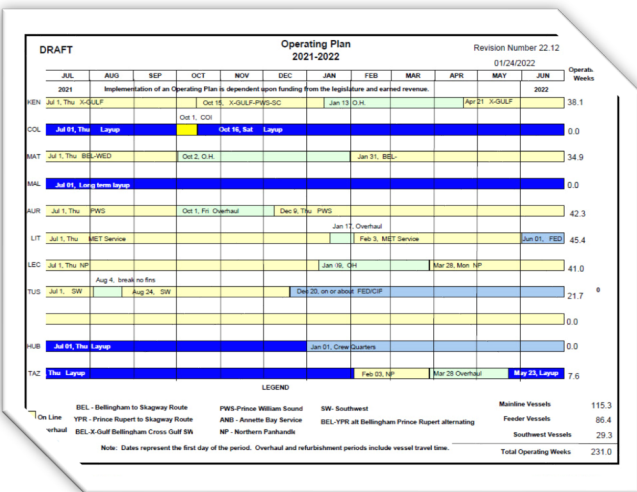 DRAFT
Operating Plan
2021-2022
Revision Number 22.12
01/24/2022
Weeks
JUL AUG SEP OCT NOV DEC JAN FEB MAR APR MAY JUN
2021 Implementation of an Operating Plan is dependent upon funding from the legislature and earned revenue. 2022
KEN Jul 1, Thu X-GULF Oct 15, X-GULF-PWS-SC Jan 13 O.H. Apr 21 X-GULF 38.1
Oct 1, COI
COL Jul 01, Thu Layup Oct 16, Sat Layup 0.0
MAT Jul 1, Thu BEL-WED Oct 2, O.H. Jan 31, BEL- 34.9
MAL Jul 01, Long term layup 0.0
AUR Jul 1, Thu PWS Oct 1, Fri Overhaul Dec 9, Thu PWS 42.3
Jan 17, Overhaul
LIT Jul 1, Thu MET Service Feb 3, MET Service Jun 01, FED 45.4
LEC Jul 1, Thu NP Jan 09, OH Mar 28, Mon NP 41.0
Aug 4, break no fins
TUS Jul 1, SW Aug 24, SW Dec 20, on or about FED/CIP 21.7 0
0.0
HUB Jul 01, Thu Layup Jan 01, Crew Quarters 0.0
TAZ Thu Layup Feb 03, NP Mar 28 Overhaul May 23, Layup 7.6
LEGEND
On Line
BEL - Bellingham to Skagway Route PWS-Prince William Sound SW- Southwest
YPR - Prince Rupert to Skagway Route ANB - Annette Bay Service BEL-YPR alt Bellingham Prince Rupert alternating
BEL-X-Gulf Bellingham Cross Gulf SW NP - Northern Panhandle
Note: Dates represent the first day of the period. Overhaul and refurbishment periods include vessel travel time.
Mainline Vessels 115.3
Feeder Vessels 86.4
Southwest Vessels 29.3
Total Operating Weeks 231.0